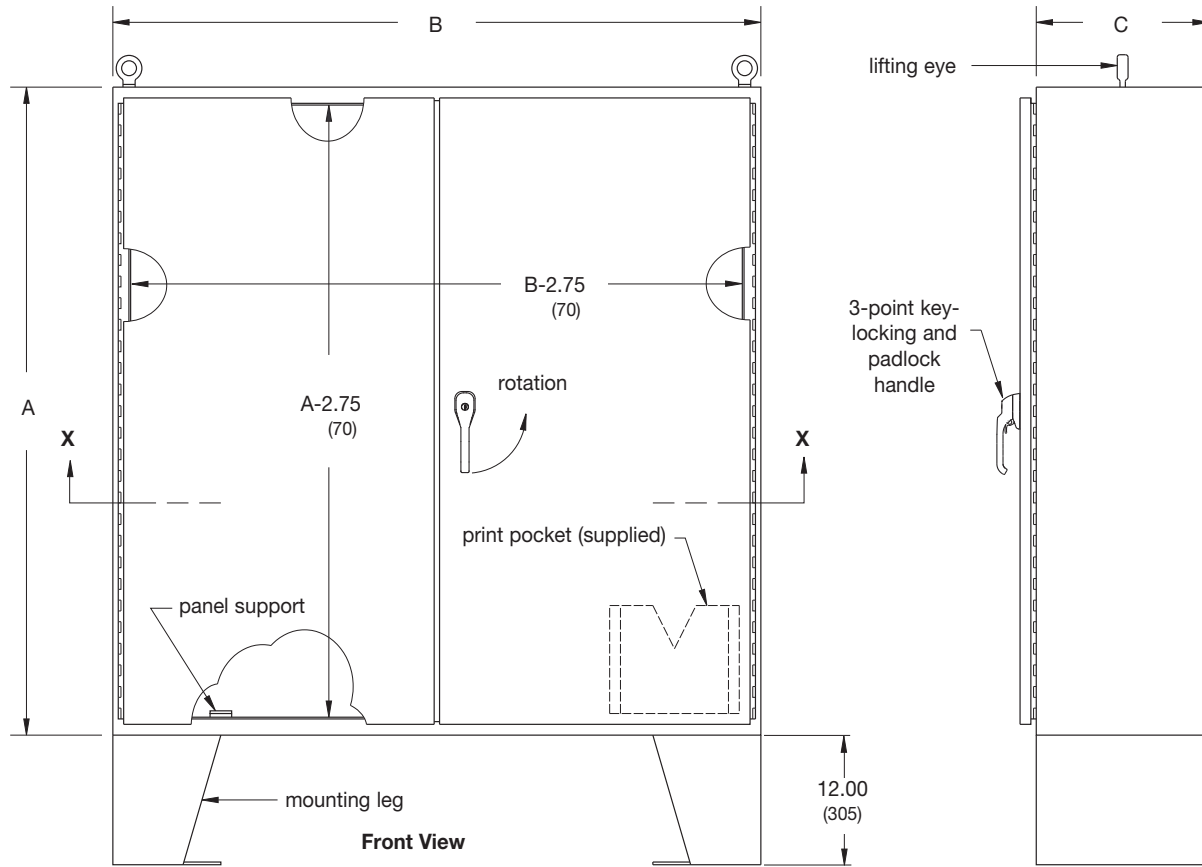 B
C
lifting eye
B-2.75
(70)
3-point key-
locking and
padlock
handle
rotation
A
A-2.75
(70)
X
X
print pocket (supplied)
panel support
12.00
(305)
mounting leg
Front View